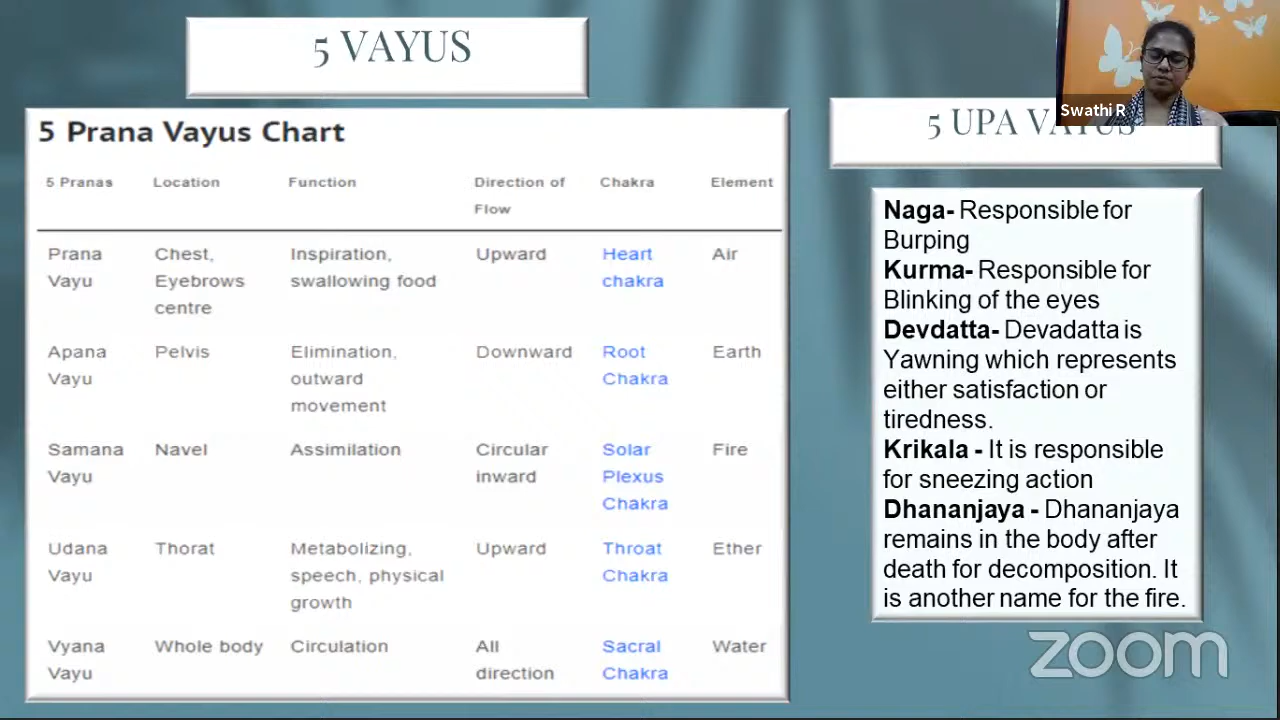 5 VAYUS
5 Prana Vayus Chart
5 Pranas Location Function Direction of Flow Chakra Element
Prana Vayu Chest, Eyebrows centre Inspiration, swallowing food Upward Heart chakra Air
Apana Vayu Pelvis Elimination, outward movement Downward Root Chakra Earth
Samana Vayu Navel Assimilation Circular inward Solar Plexus Chakra Fire
Udana Vayu Thorat Metabolizing, speech, physical growth Upward Throat Chakra Ether
Vyana Vayu Whole body Circulation All direction Sacral Chakra Water
Swathi R
5 UPA VAYUS
Naga- Responsible for
Burping
Kurma- Responsible for
Blinking of the eyes
Devdatta- Devadatta is
Yawning which represents
either satisfaction or
tiredness.
Krikala - It is responsible
for sneezing action
Dhananjaya - Dhananjaya
remains in the body after
death for decomposition. It
is another name for the fire.
zoom